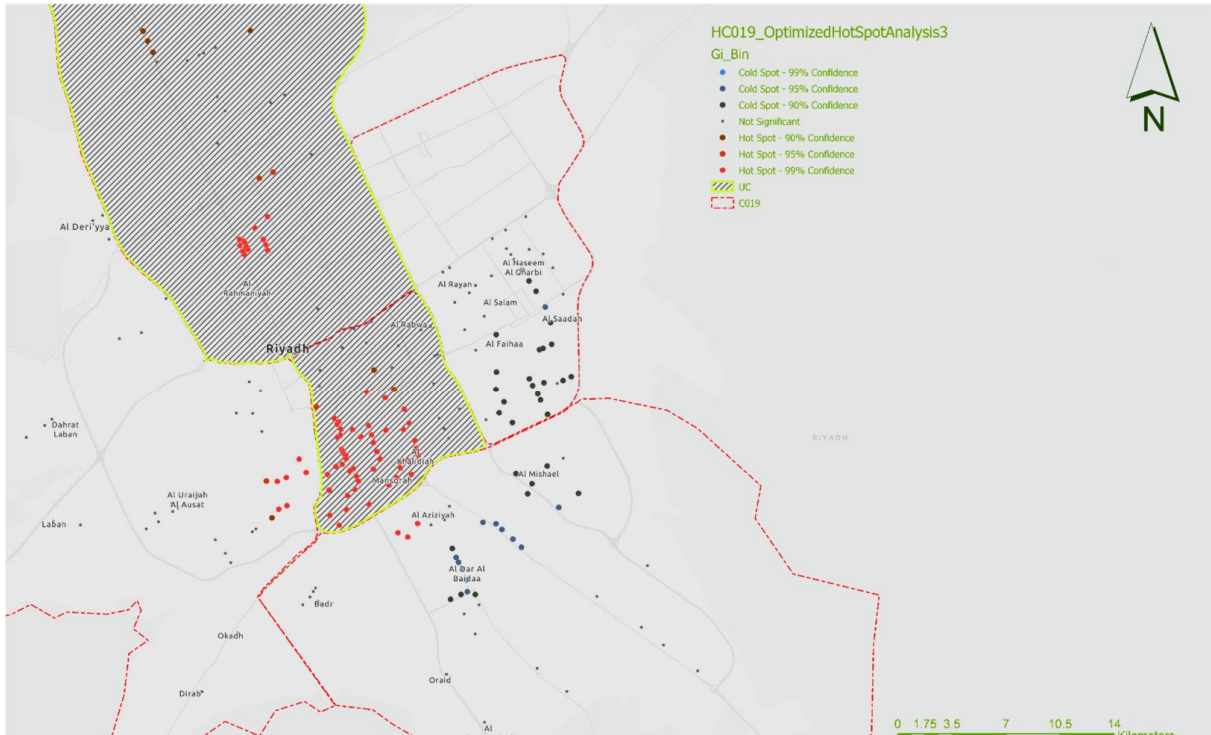 HC019_OptimizedHotSpotAnalysis3
Gi_Bin
Cold Spot - 99% Confidence
Cold Spot - 95% Confidence
Cold Spot - 90% Confidence
Not Significant
Hot Spot - 90% Confidence
Hot Spot - 95% Confidence
Hot Spot - 99% Confidence
UC
C019
N
Al Deri'yya
Al Naseem
Al Gharbi
Al Rayan
Al
Rahmaniyah
Al Salam
Al Saadah
Al Rabwa
Al Faihaa
Riyadh
Dahrat
Laban
RIYADH
Al
Khalidiah
Al Mishael
Mansurah
Al Uraijah
Al Ausat
Laban
Al Aziziyah
Al Dar Al
Baidaa
Badr
Okadh
Oraid
Dirab
Al
0 1.75 3.5 7 10.5 14
Kilometers